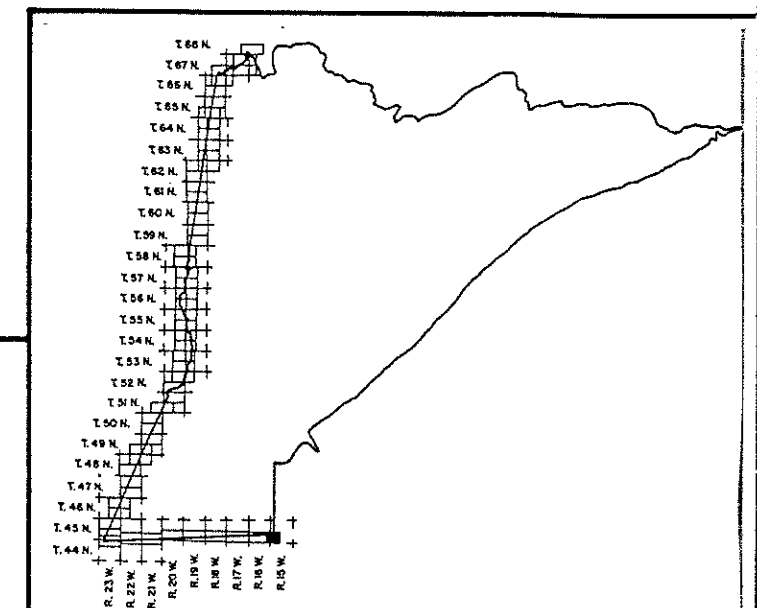 T. 68 N.
T. 67 N.
T. 65 N.
T. 64 N.
T. 63 N.
T. 62 N.
T. 61 N.
T. 60 N.
T. 59 N.
T. 58 N.
T. 57 N.
T. 56 N.
T. 55 N.
T. 54 N.
T. 53 N.
T. 52 N.
T. 51 N.
T. 50 N.
T. 49 N.
T. 48 N.
T. 47 N.
T. 46 N.
T. 45 N.
T. 44 N.
R. 23 W.
R. 22 W.
R. 21 W.
R. 20 W.
R. 19 W.
R. 18 W.
R. 17 W.
R. 16 W.
R. 15 W.